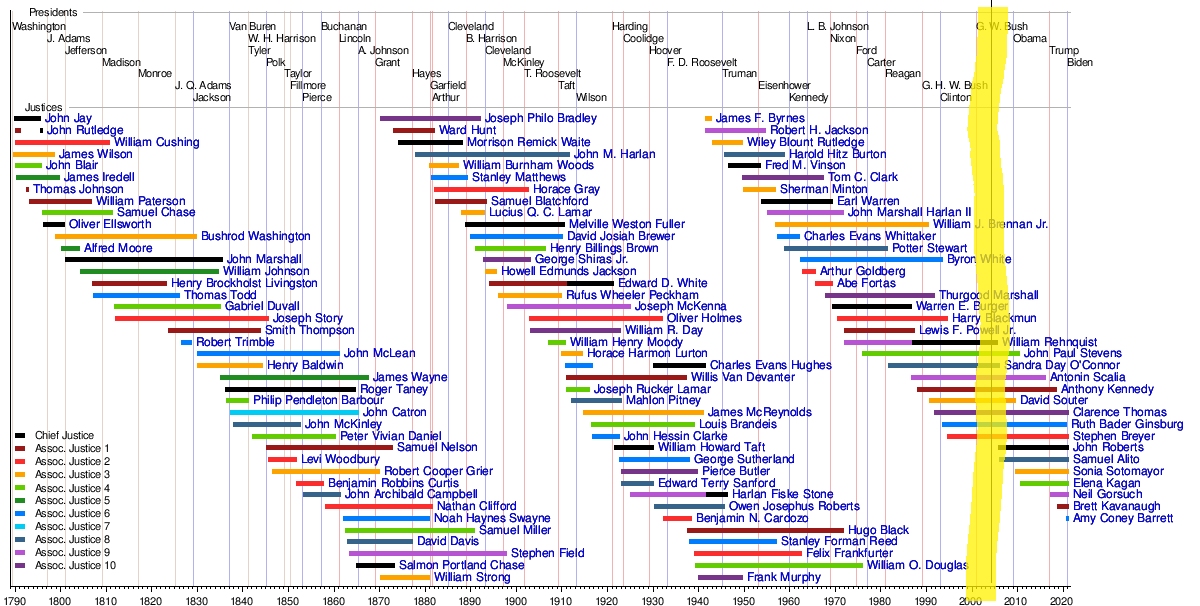 Presidents
Washington Van Buren Buchanan Cleveland Harding L. B. Johnson G. W. Bush
J. Adams W. H. Harrison Lincoln B. Harrison Coolidge Nixon Obama
Jefferson Tyler A. Johnson Cleveland Hoover Ford Trump
Madison Polk Grant McKinley F. D. Roosevelt Carter Biden
Monroe Taylor Hayes T. Roosevelt Truman Reagan
J. Q. Adams Fillmore Garfield Taft Eisenhower G. H. W. Bush
Jackson Pierce Arthur Wilson Kennedy Clinton
Justices
John Jay Joseph Philo Bradley James F. Byrnes
John Rutledge Ward Hunt Robert H. Jackson
William Cushing Morrison Remick Waite Wiley Blount Rutledge
James Wilson John M. Harlan Harold Hitz Burton
John Blair William Burnham Woods Fred M. Vinson
James Iredell Stanley Matthews Tom C. Clark
Thomas Johnson Horace Gray Sherman Minton
William Paterson Samuel Blatchford Earl Warren
Samuel Chase Lucius Q. C. Lamar John Marshall Harlan II
Oliver Ellsworth Melville Weston Fuller William J. Brennan Jr.
Bushrod Washington David Josiah Brewer Charles Evans Whittaker
Alfred Moore Henry Billings Brown Potter Stewart
John Marshall George Shiras Jr. Byron White
William Johnson Howell Edmunds Jackson Arthur Goldberg
Henry Brockholst Livingston Edward D. White Abe Fortas
Thomas Todd Rufus Wheeler Peckham Thurgood Marshall
Gabriel Duvall Joseph McKenna Warren E. Burger
Joseph Story Oliver Holmes Harry Blackmun
Smith Thompson William R. Day Lewis F. Powell Jr.
Robert Trimble William Henry Moody William Rehnquist
John McLean Horace Harmon Lurton John Paul Stevens
Henry Baldwin Charles Evans Hughes Sandra Day O'Connor
James Wayne Willis Van Devanter Antonin Scalia
Roger Taney Joseph Rucker Lamar Anthony Kennedy
Philip Pendleton Barbour Mahlon Pitney David Souter
John Catron James McReynolds Clarence Thomas
John McKinley Louis Brandeis Ruth Bader Ginsburg
Chief Justice Peter Vivian Daniel John Hessin Clarke Stephen Breyer
Assoc. Justice 1 Samuel Nelson William Howard Taft John Roberts
Assoc. Justice 2 Levi Woodbury George Sutherland Samuel Alito
Assoc. Justice 3 Robert Cooper Grier Pierce Butler Sonia Sotomayor
Assoc. Justice 4 Benjamin Robbins Curtis Edward Terry Sanford Elena Kagan
Assoc. Justice 5 John Archibald Campbell Harlan Fiske Stone Neil Gorsuch
Assoc. Justice 6 Nathan Clifford Owen Josephus Roberts Brett Kavanaugh
Assoc. Justice 7 Noah Haynes Swayne Benjamin N. Cardozo Amy Coney Barrett
Assoc. Justice 8 Samuel Miller Hugo Black
David Davis Stanley Forman Reed
Assoc. Justice 9 Stephen Field Felix Frankfurter
Assoc. Justice 10 Salmon Portland Chase William O. Douglas
William Strong Frank Murphy
1790 1800 1810 1820 1830 1840 1850 1860 1870 1880 1890 1900 1910 1920 1930 1940 1950 1960 1970 1980 1990 2000 2010 2020